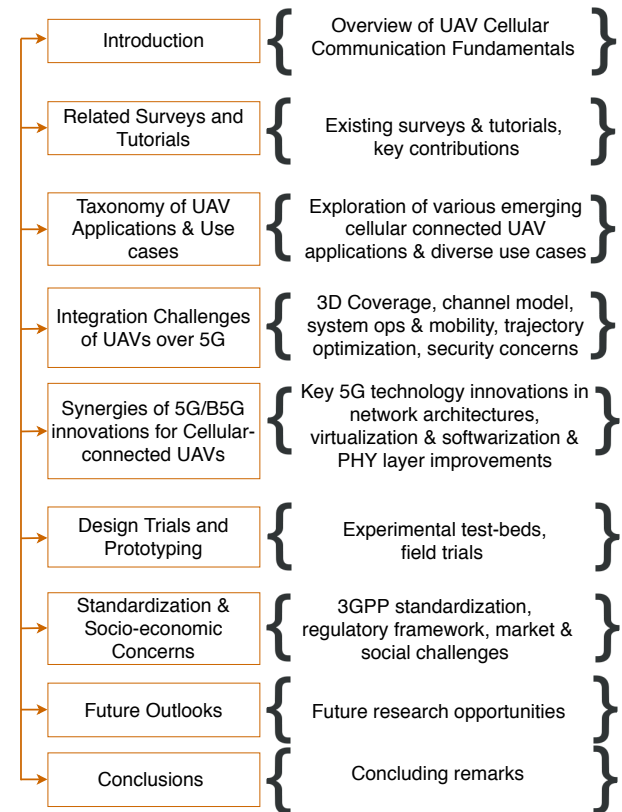 Introduction
Overview of UAV Cellular
Communication Fundamentals
Related Surveys and
Tutorials
Existing surveys & tutorials,
key contributions
Taxonomy of UAV
Applications & Use
cases
Exploration of various emerging
cellular connected UAV
applications & diverse use cases
Integration Challenges
of UAVs over 5G
3D Coverage, channel model,
system ops & mobility, trajectory
optimization, security concerns
Synergies of 5G/B5G
innovations for Cellular-
connected UAVs
Key 5G technology innovations in
network architectures,
virtualization & softwarization &
PHY layer improvements
Design Trials and
Prototyping
Experimental test-beds,
field trials
Standardization &
Socio-economic
Concerns
3GPP standardization,
regulatory framework, market &
social challenges
Future Outlooks
Future research opportunities
Conclusions
Concluding remarks